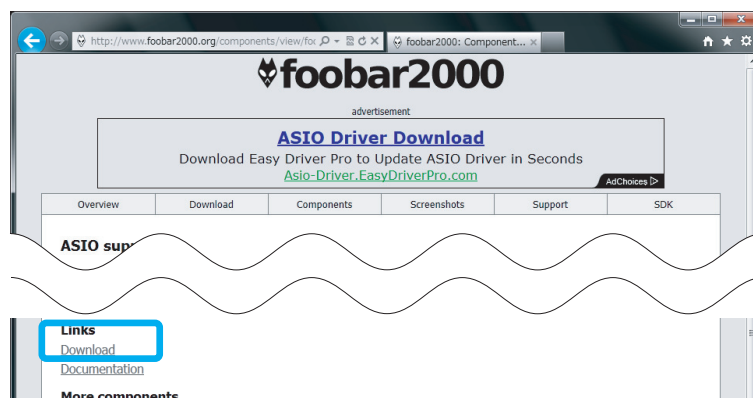 http://www.foobar2000.org/components/view/foo
foobar2000: Component...
foobar2000
advertisement
ASIO Driver Download
Download Easy Driver Pro to Update ASIO Driver in Seconds
Asio-Driver.EasyDriverPro.com
AdChoices
Overview Download Components Screenshots Support SDK
ASIO
Links
Download
Documentation
More components